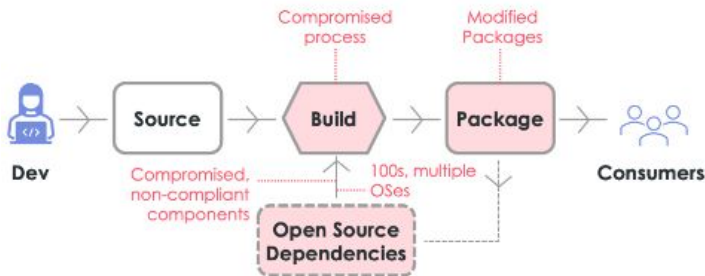 Compromised
process
Modified
Packages
</>
Dev
Source
Build
Package
Consumers
Compromised,
non-compliant
components
100s, multiple
OSes
Open Source
Dependencies